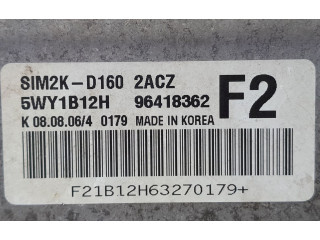 SIM2K-D160 2ACZ
5WY1B12H 96418362 F2
K 08.08.06/4 0179 MADE IN KOREA
F21B12H63270179+